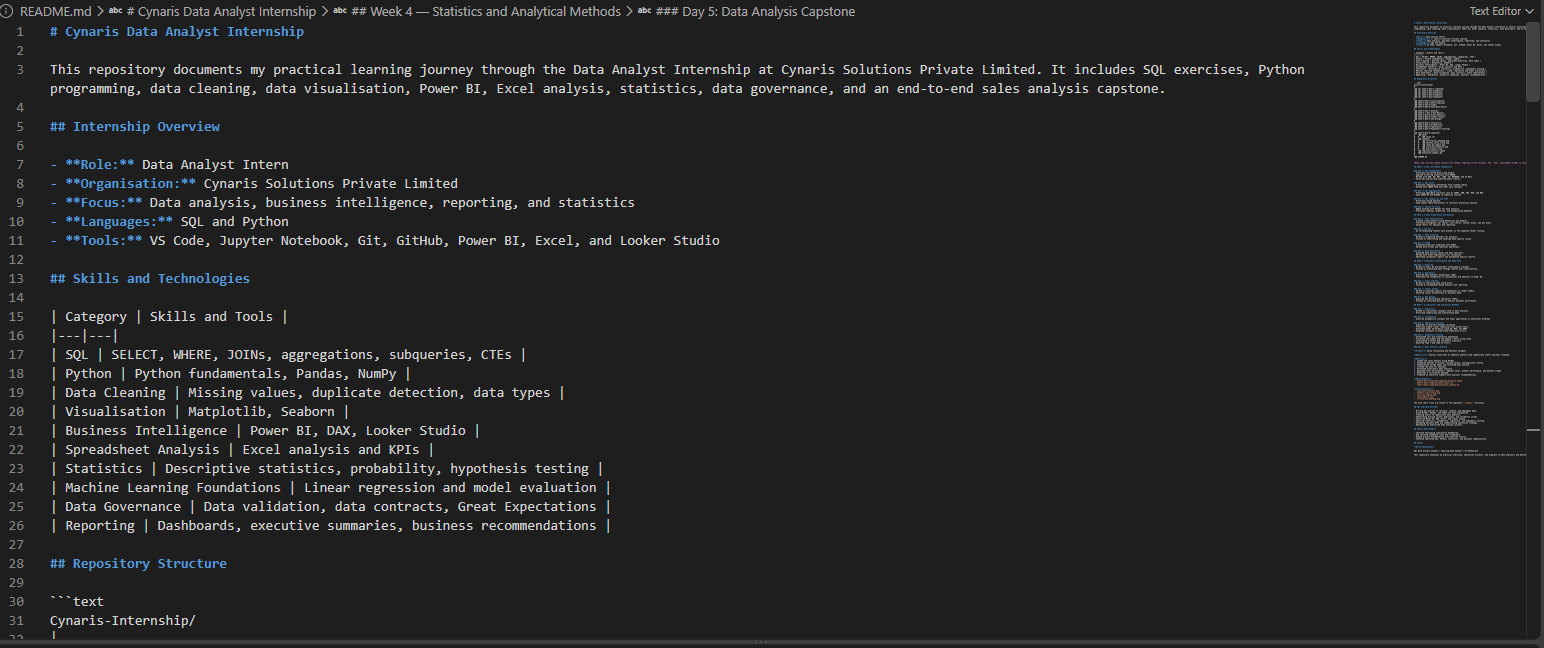 README.md > # Cynaris Data Analyst Internship > ## Week 4 — Statistics and Analytical Methods > ### Day 5: Data Analysis Capstone
Text Editor
1 # Cynaris Data Analyst Internship
2
3 This repository documents my practical learning journey through the Data Analyst Internship at Cynaris Solutions Private Limited. It includes SQL exercises, Python
programming, data cleaning, data visualisation, Power BI, Excel analysis, statistics, data governance, and an end-to-end sales analysis capstone.
4
5 ## Internship Overview
6
7 - **Role:** Data Analyst Intern
8 - **Organisation:** Cynaris Solutions Private Limited
9 - **Focus:** Data analysis, business intelligence, reporting, and statistics
10 - **Languages:** SQL and Python
11 - **Tools:** VS Code, Jupyter Notebook, Git, GitHub, Power BI, Excel, and Looker Studio
12
13 ## Skills and Technologies
14
15 | Category | Skills and Tools |
16 |---|---|
17 | SQL | SELECT, WHERE, JOINs, aggregations, subqueries, CTEs |
18 | Python | Python fundamentals, Pandas, NumPy |
19 | Data Cleaning | Missing values, duplicate detection, data types |
20 | Visualisation | Matplotlib, Seaborn |
21 | Business Intelligence | Power BI, DAX, Looker Studio |
22 | Spreadsheet Analysis | Excel analysis and KPIs |
23 | Statistics | Descriptive statistics, probability, hypothesis testing |
24 | Machine Learning Foundations | Linear regression and model evaluation |
25 | Data Governance | Data validation, data contracts, Great Expectations |
26 | Reporting | Dashboards, executive summaries, business recommendations |
27
28 ## Repository Structure
29
30 ```text
31 Cynaris-Internship/
32 |